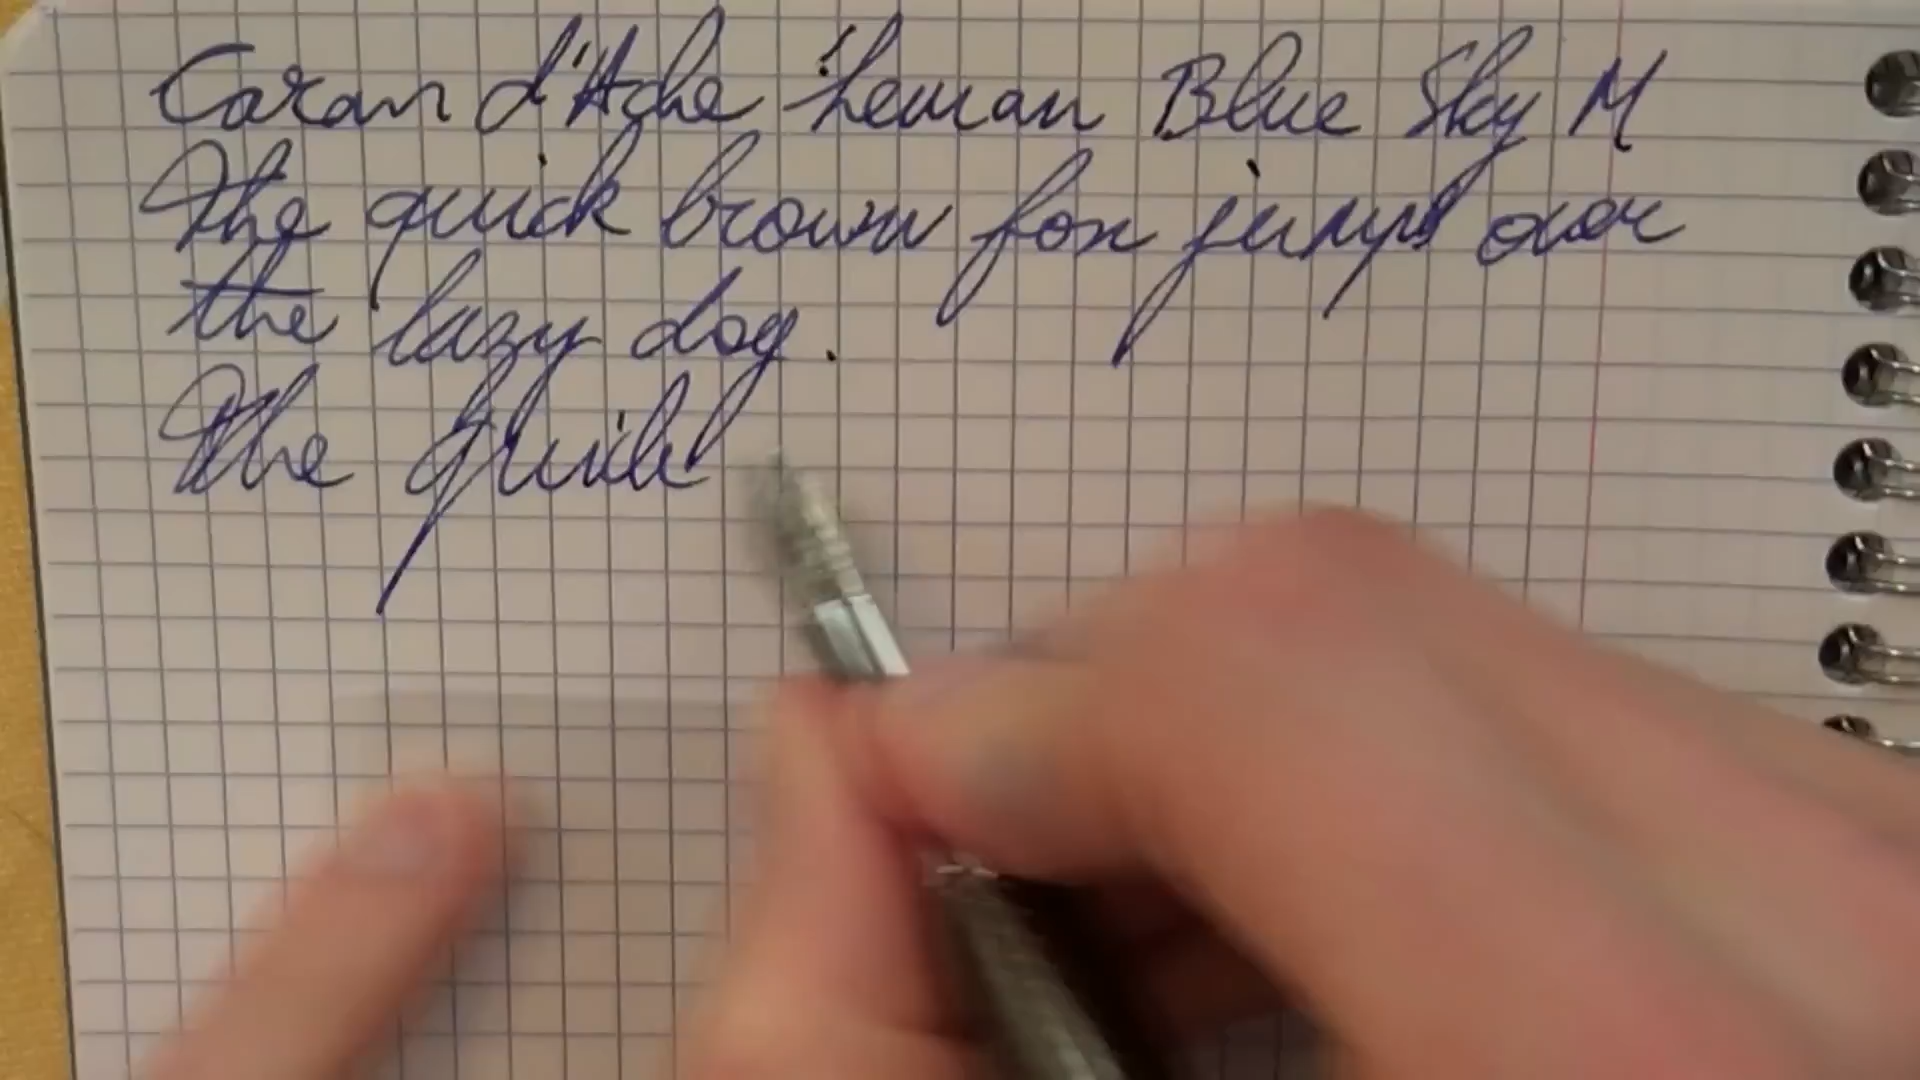 Caran d'Ache Leman Blue Sky M
The quick brown fox jumps over
the lazy dog.
The quick